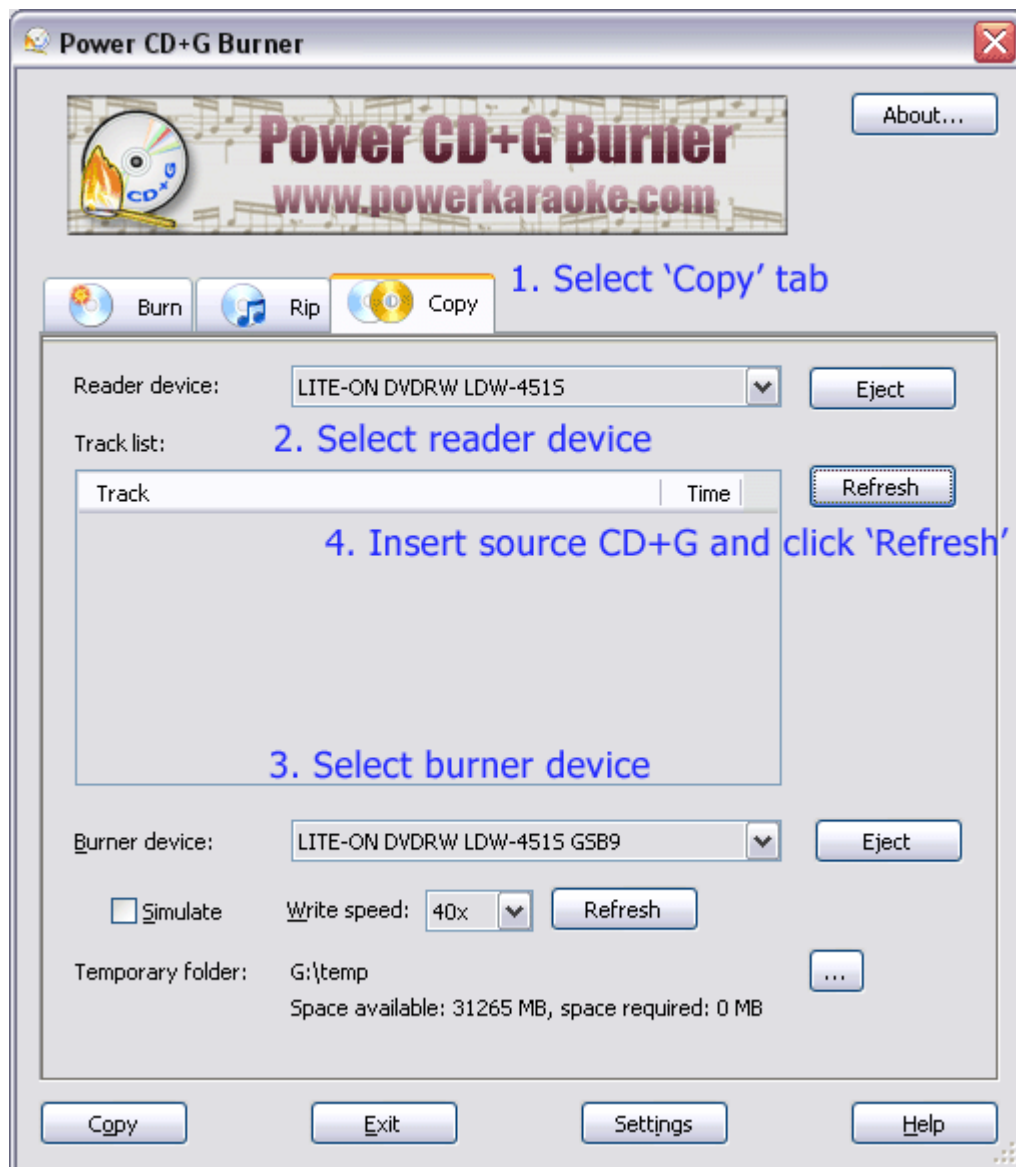 Power CD+G Burner
Power CD+G Burner
www.powerkaraoke.com
CD+G
About...
1. Select ‘Copy’ tab
Burn Rip Copy
Reader device: LITE-ON DVDRW LDW-451S Eject
2. Select reader device
Track list:
Track Time Refresh
4. Insert source CD+G and click ‘Refresh’
3. Select burner device
Burner device: LITE-ON DVDRW LDW-451S GSB9 Eject
Simulate Write speed: 40x Refresh
Temporary folder: G:\temp ...
Space available: 31265 MB, space required: 0 MB
Copy Exit Settings Help